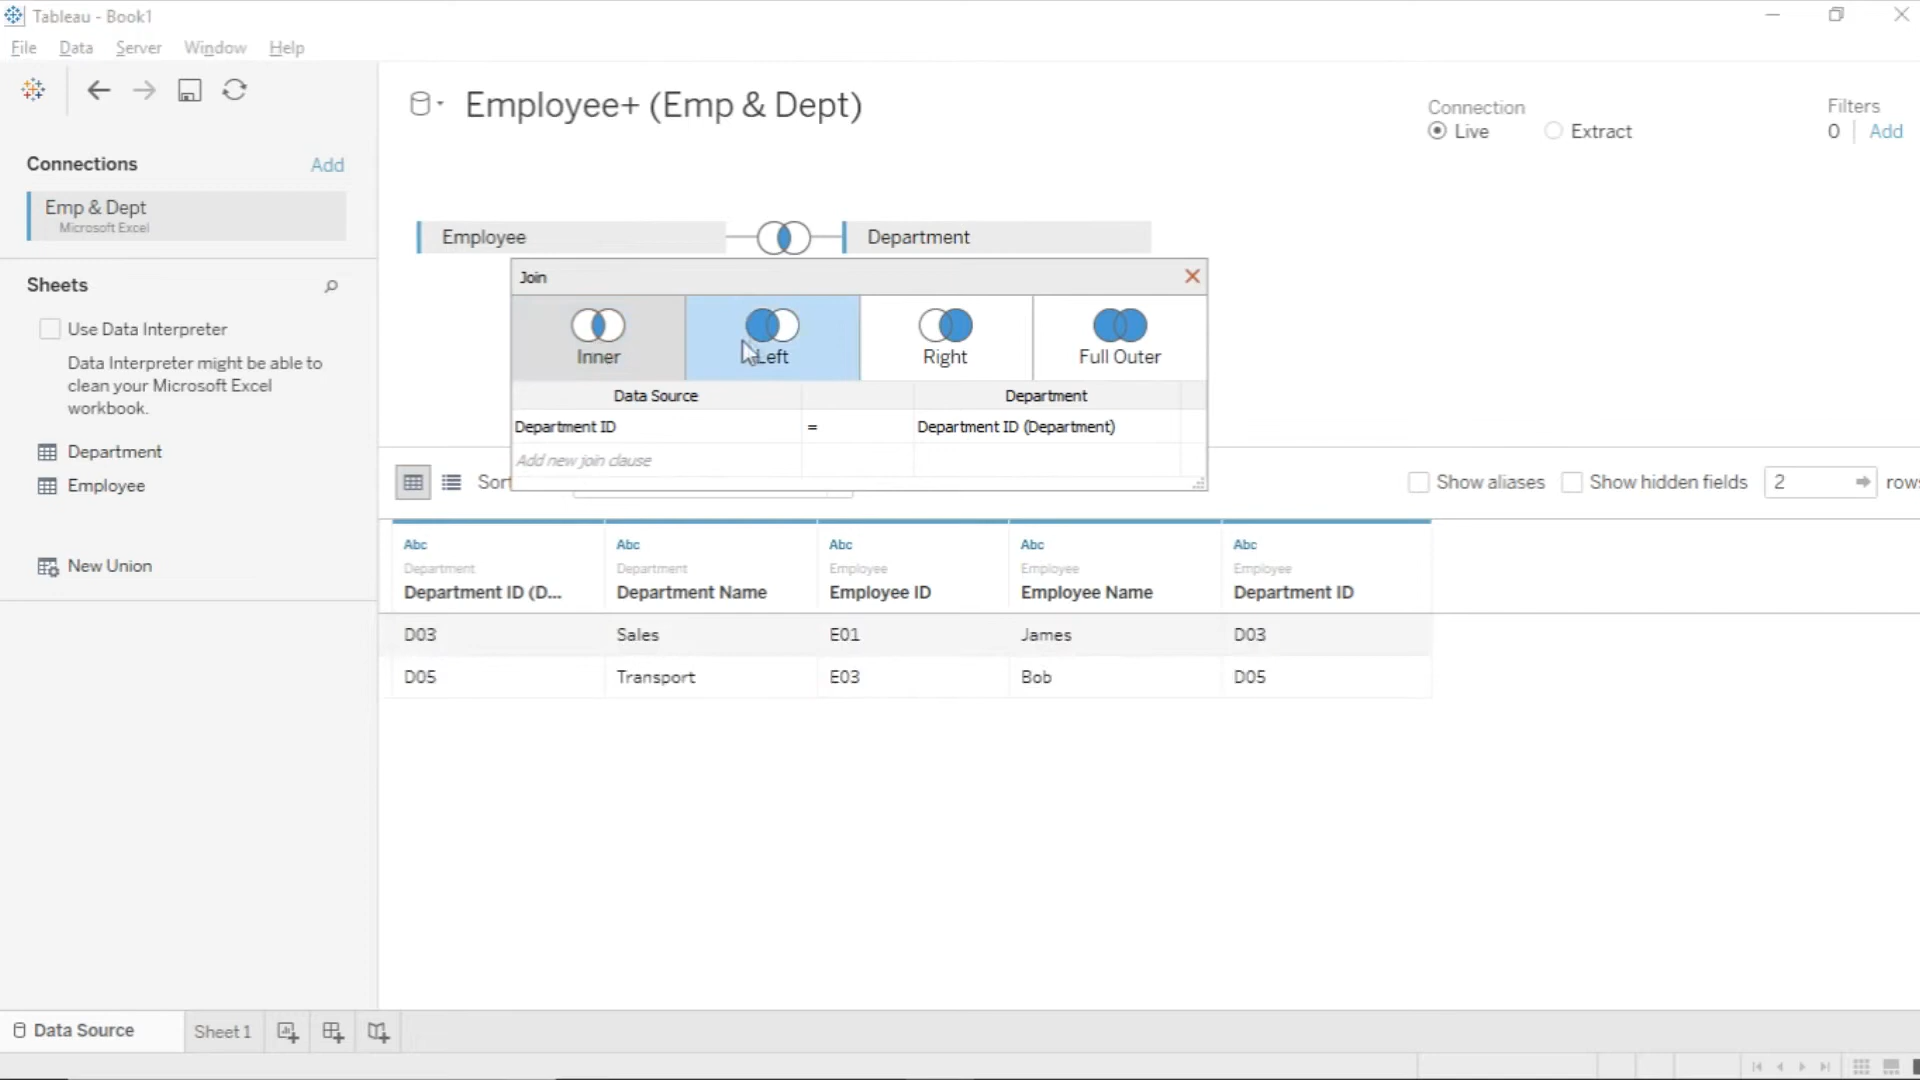 Tableau - Book1
File Data Server Window Help
Employee+ (Emp & Dept)
Connection
Live
Extract
Filters
0
Add
Connections
Add
Emp & Dept
Microsoft Excel
Sheets
Use Data Interpreter
Data Interpreter might be able to
clean your Microsoft Excel
workbook.
Department
Employee
New Union
Employee
Department
Join
Inner
Left
Right
Full Outer
Data Source
Department
Department ID
=
Department ID (Department)
Add new join clause
Show aliases
Show hidden fields
2
Abc Abc Abc Abc Abc
Department Department Employee Employee Employee
Department ID (D... Department Name Employee ID Employee Name Department ID
D03 Sales E01 James D03
D05 Transport E03 Bob D05
Data Source
Sheet 1